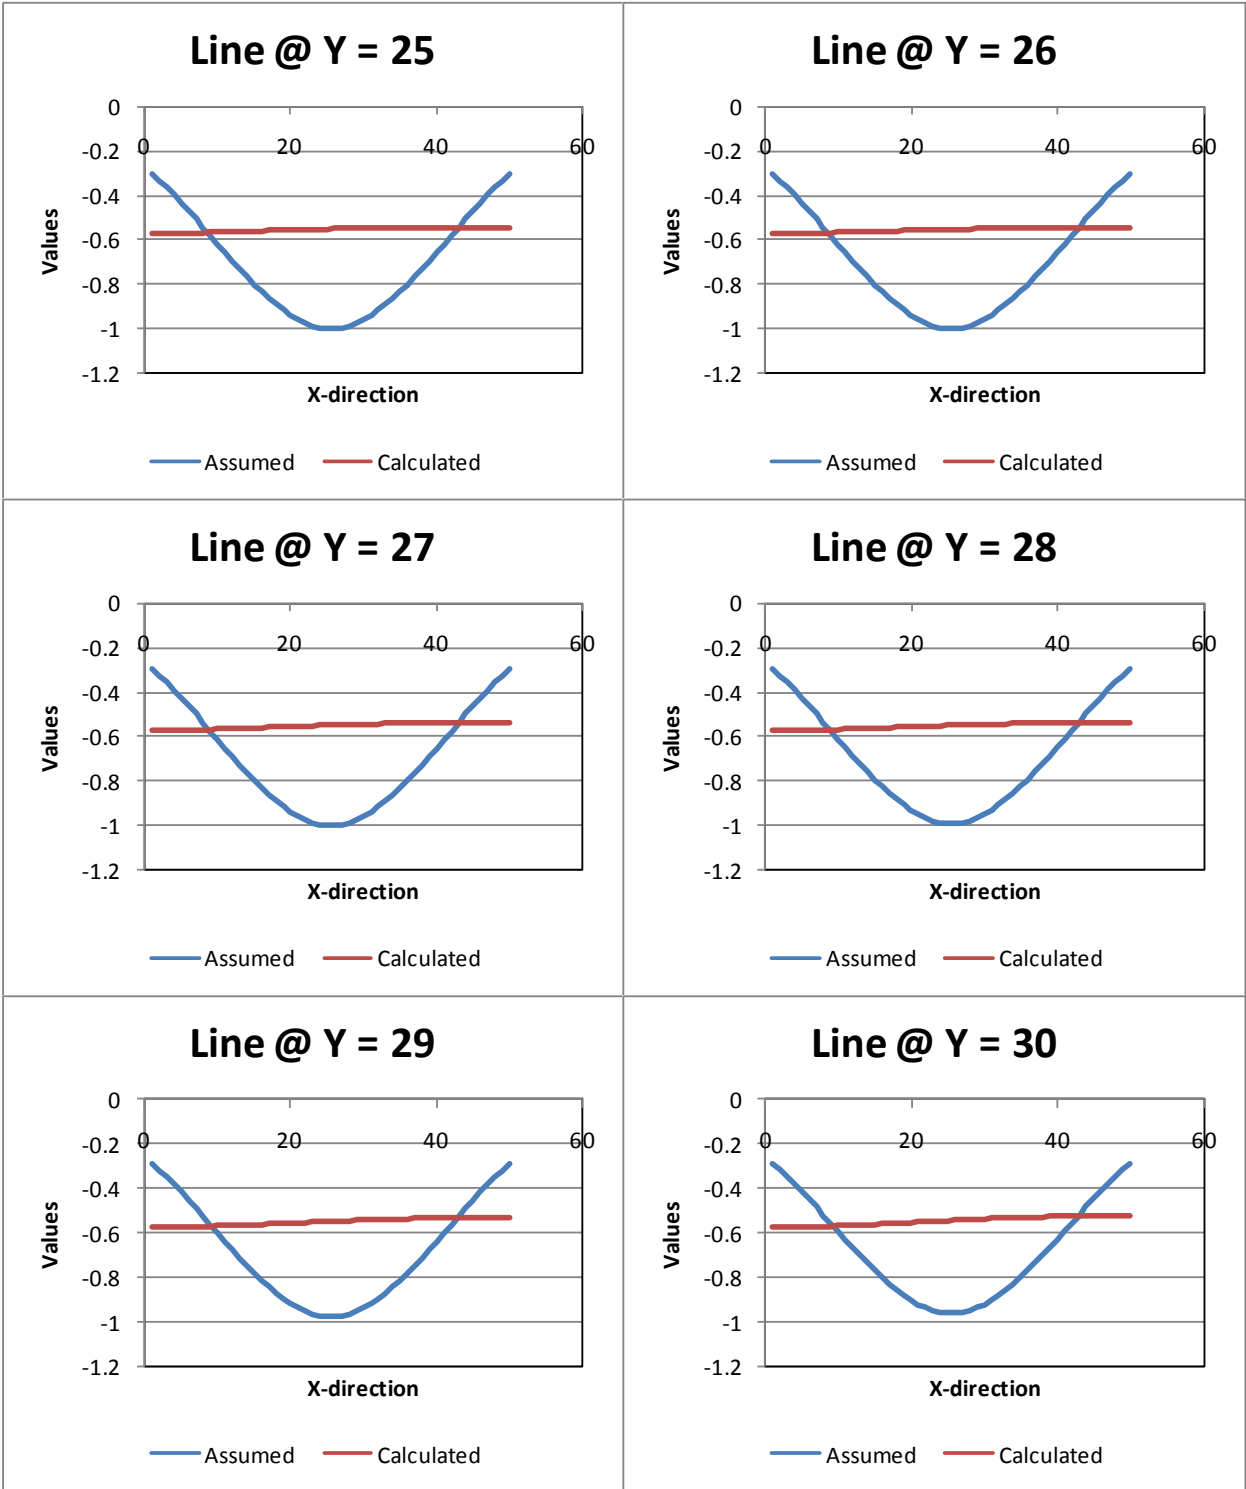 Line @ Y = 25
0
0 20 40 60
-0.2
-0.4
-0.6
-0.8
-1
-1.2
Values
X-direction
Assumed Calculated
Line @ Y = 26
0
0 20 40 60
-0.2
-0.4
-0.6
-0.8
-1
-1.2
Values
X-direction
Assumed Calculated
Line @ Y = 27
0
0 20 40 60
-0.2
-0.4
-0.6
-0.8
-1
-1.2
Values
X-direction
Assumed Calculated
Line @ Y = 28
0
0 20 40 60
-0.2
-0.4
-0.6
-0.8
-1
-1.2
Values
X-direction
Assumed Calculated
Line @ Y = 29
0
0 20 40 60
-0.2
-0.4
-0.6
-0.8
-1
-1.2
Values
X-direction
Assumed Calculated
Line @ Y = 30
0
0 20 40 60
-0.2
-0.4
-0.6
-0.8
-1
-1.2
Values
X-direction
Assumed Calculated